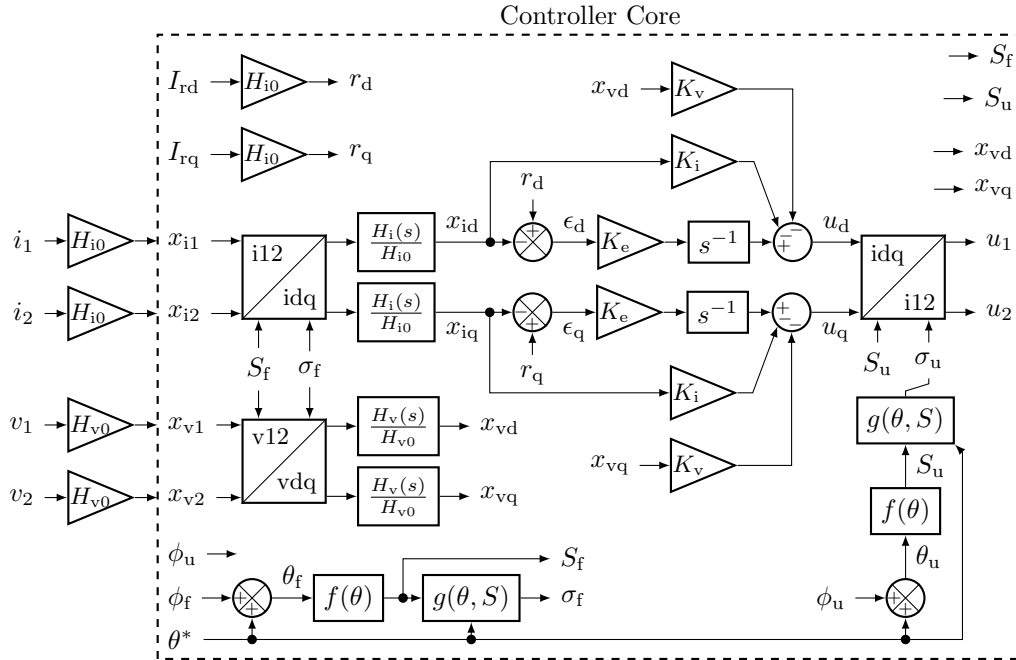 Controller Core
I_rd H_i0 r_d
x_vd K_v
S_f
S_u
I_rq H_i0 r_q
K_i
x_vd
x_vq
r_d
i_1 H_i0 x_i1 i12 H_i(s)/H_i0 x_id − ϵ_d K_e s⁻¹ + − − u_d idq u_1
i_2 H_i0 x_i2 idq H_i(s)/H_i0 x_iq − + ϵ_q K_e s⁻¹ + − − u_q i12 u_2
S_f σ_f r_q S_u σ_u
K_i
v_1 H_v0 x_v1 v12 H_v(s)/H_v0 x_vd g(θ, S)
x_vq K_v S_u
v_2 H_v0 x_v2 vdq H_v(s)/H_v0 x_vq f(θ)
ϕ_u S_f θ_u
ϕ_f + + θ_f f(θ) g(θ, S) σ_f ϕ_u + +
θ*